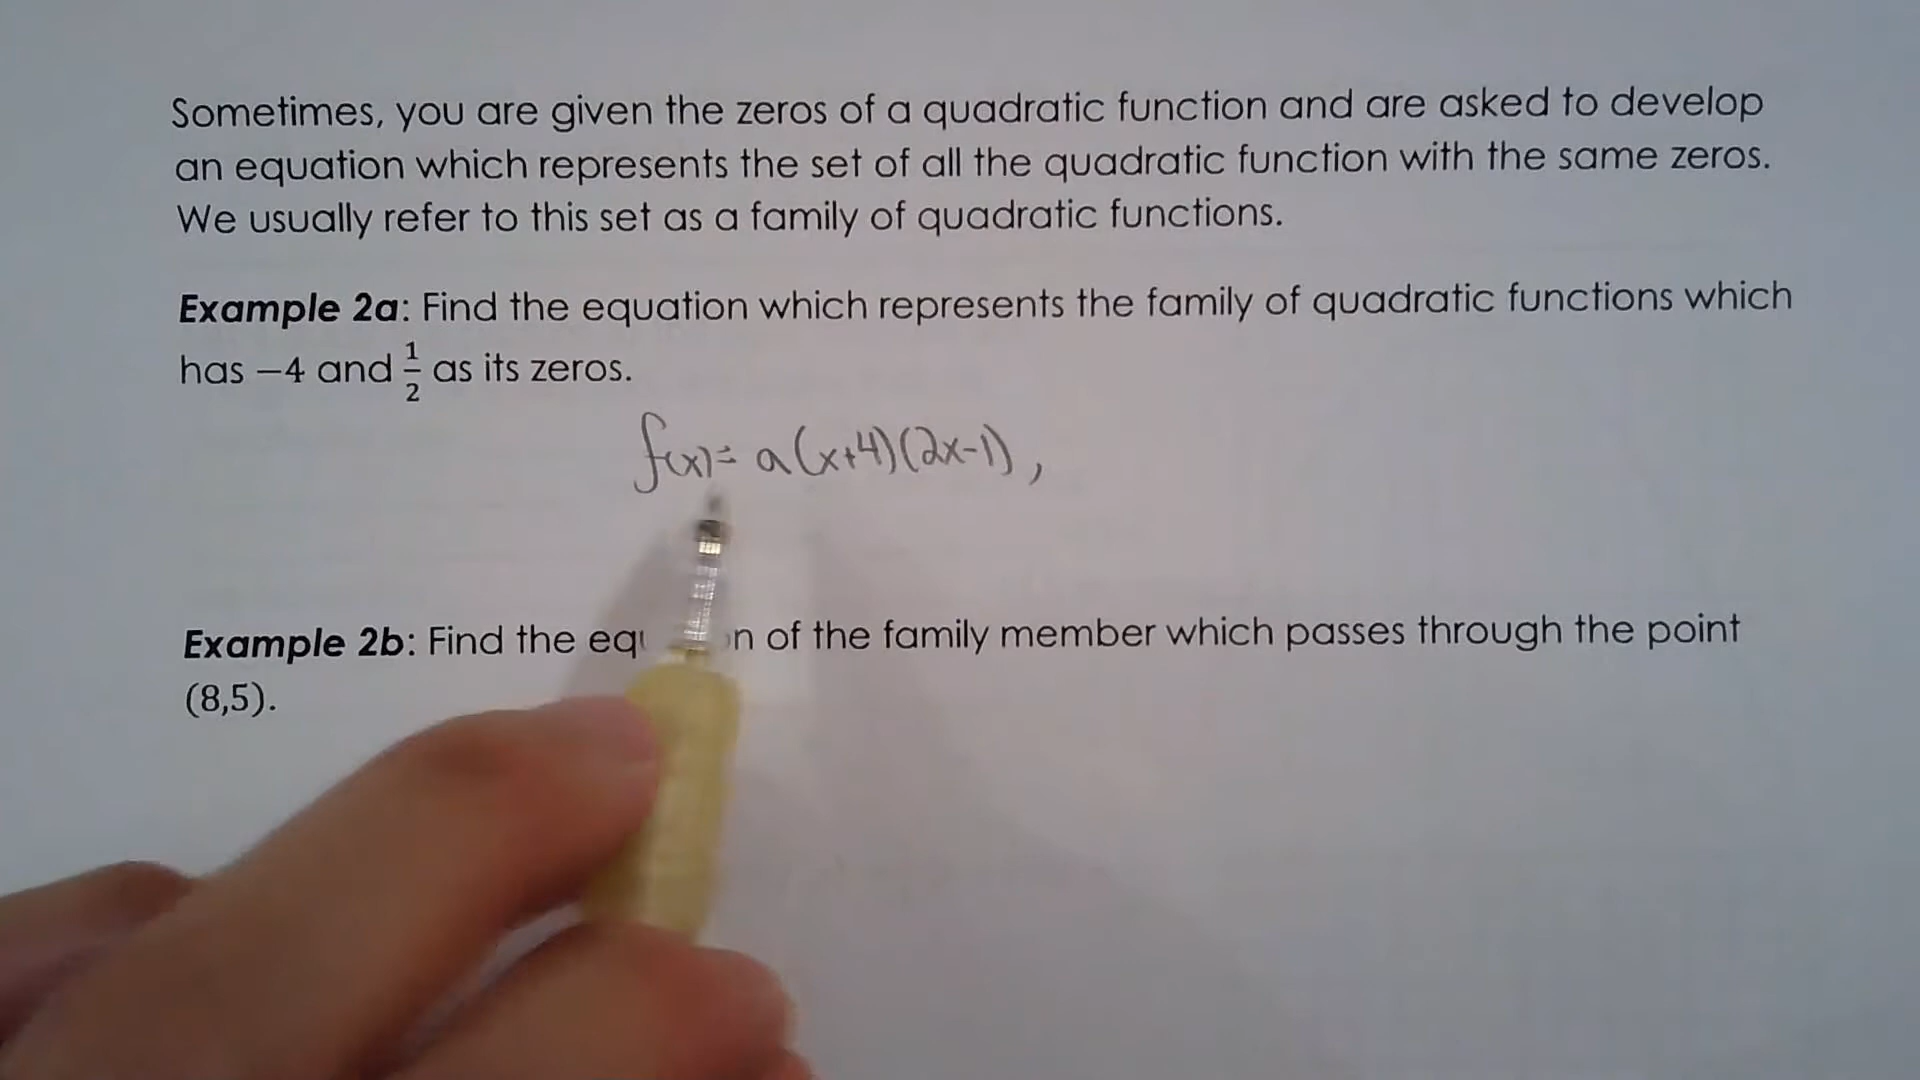 Sometimes, you are given the zeros of a quadratic function and are asked to develop
an equation which represents the set of all the quadratic function with the same zeros.
We usually refer to this set as a family of quadratic functions.
Example 2a: Find the equation which represents the family of quadratic functions which
has −4 and 1/2 as its zeros.
f(x)= a(x+4)(2x-1),
Example 2b: Find the of the family member which passes through the point
(8,5).